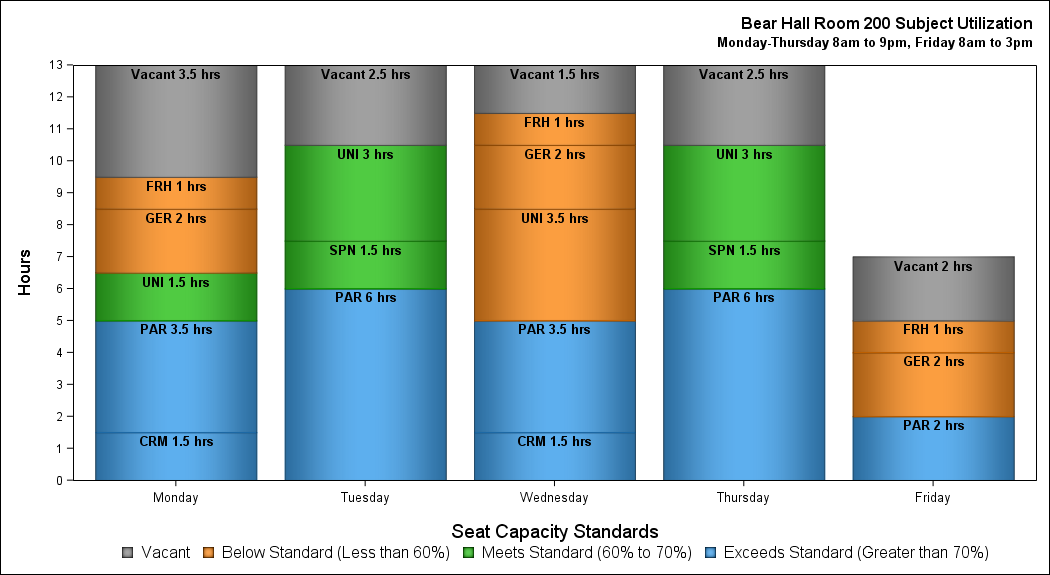 Bear Hall Room 200 Subject Utilization
Monday-Thursday 8am to 9pm, Friday 8am to 3pm
Hours
13
12
11
10
9
8
7
6
5
4
3
2
1
0
Vacant 3.5 hrs
FRH 1 hrs
GER 2 hrs
UNI 1.5 hrs
PAR 3.5 hrs
CRM 1.5 hrs
Vacant 2.5 hrs
UNI 3 hrs
SPN 1.5 hrs
PAR 6 hrs
Vacant 1.5 hrs
FRH 1 hrs
GER 2 hrs
UNI 3.5 hrs
PAR 3.5 hrs
CRM 1.5 hrs
Vacant 2.5 hrs
UNI 3 hrs
SPN 1.5 hrs
PAR 6 hrs
Vacant 2 hrs
FRH 1 hrs
GER 2 hrs
PAR 2 hrs
Monday Tuesday Wednesday Thursday Friday
Seat Capacity Standards
Vacant Below Standard (Less than 60%) Meets Standard (60% to 70%) Exceeds Standard (Greater than 70%)